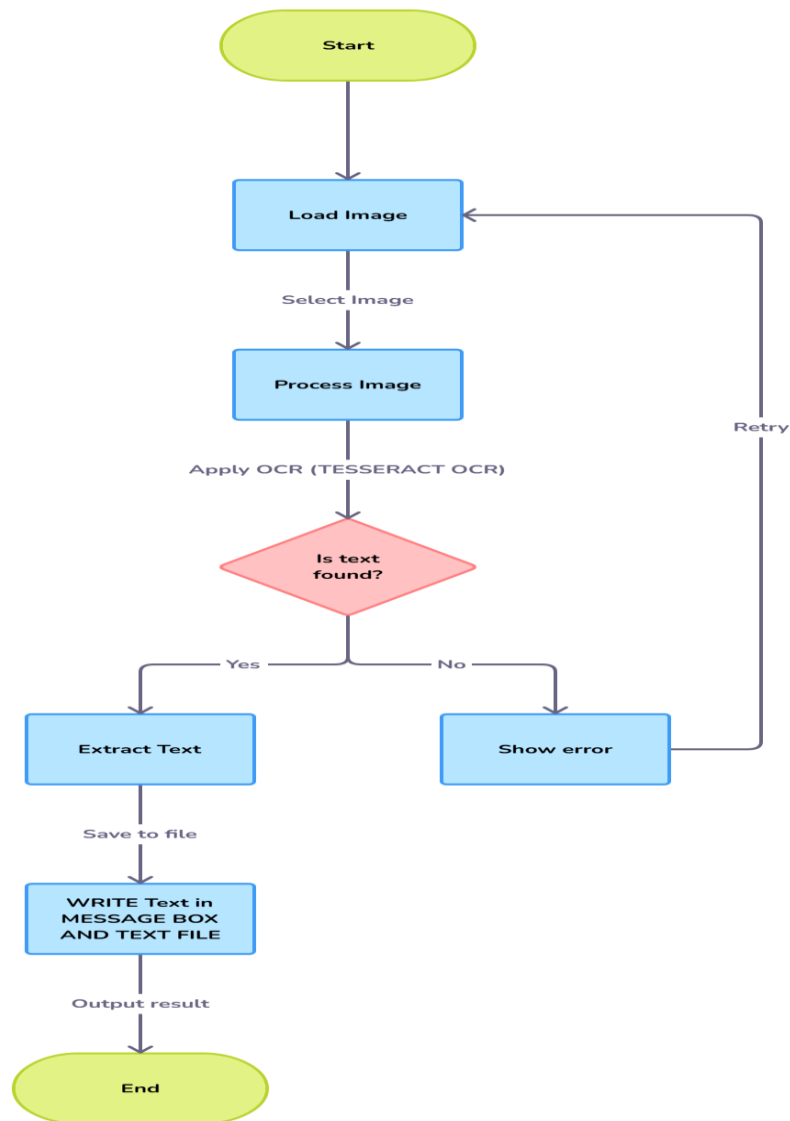 Start
Load Image
Select Image
Process Image
Retry
Apply OCR (TESSERACT OCR)
Is text
found?
Yes
No
Extract Text
Show error
Save to file
WRITE Text in
MESSAGE BOX
AND TEXT FILE
Output result
End